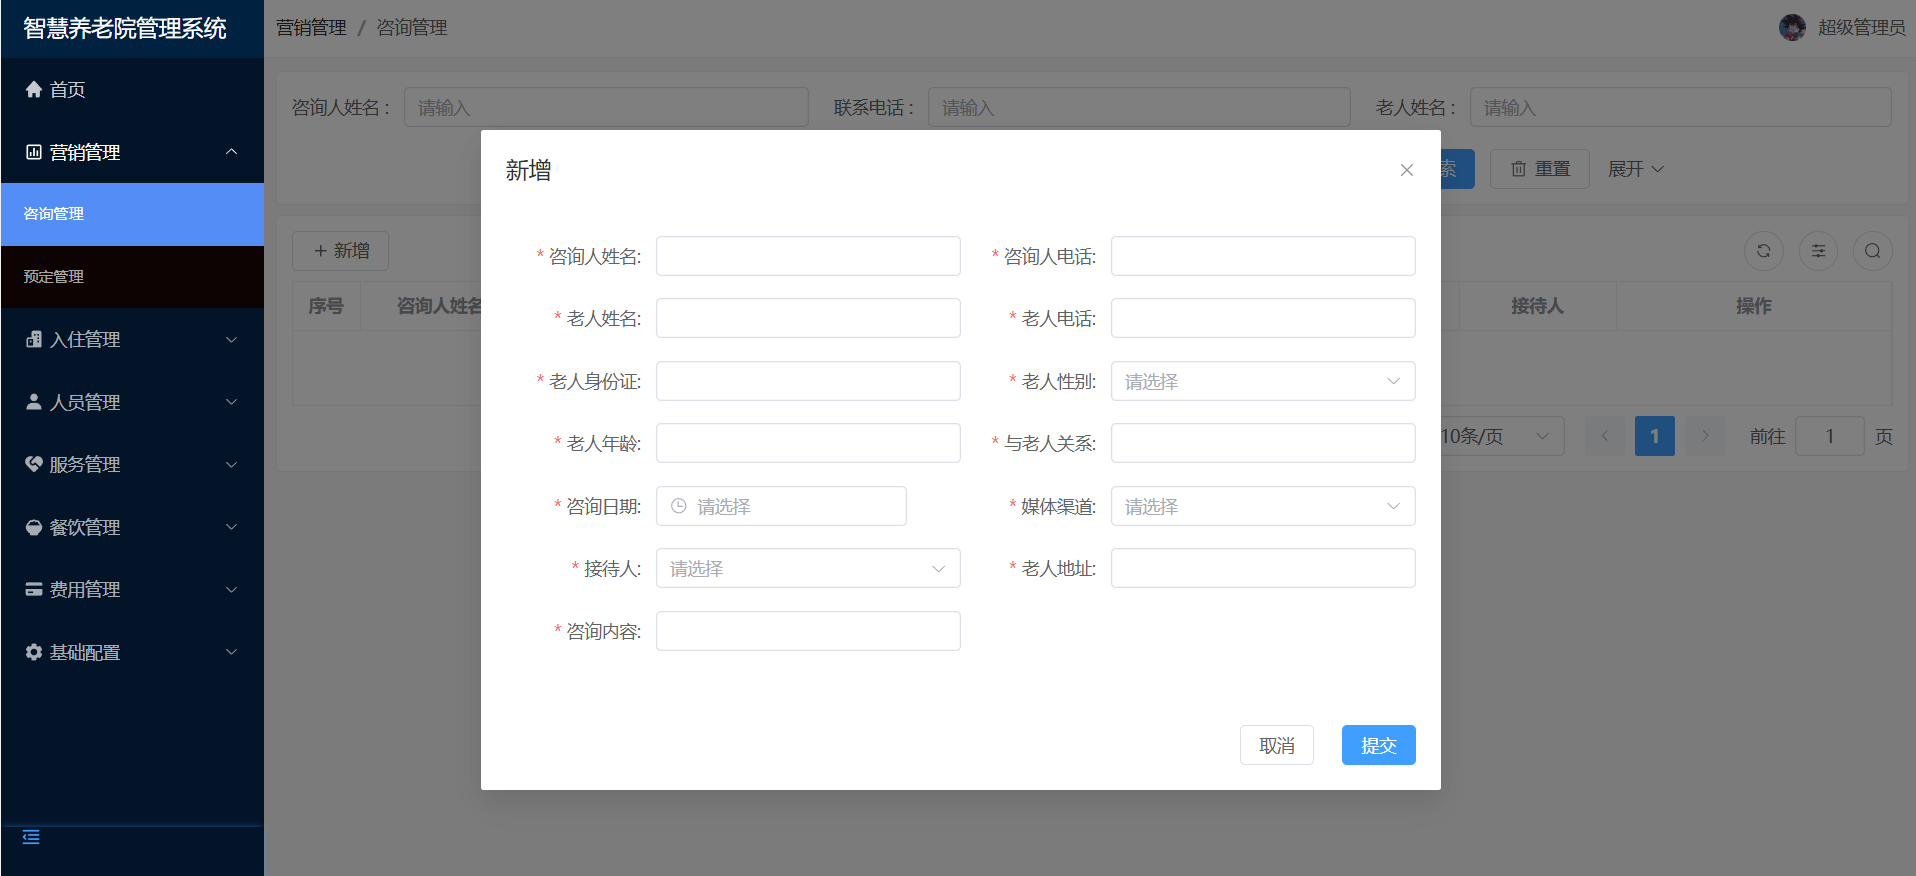 智慧养老院管理系统
首页
营销管理
咨询管理
预定管理
入住管理
人员管理
服务管理
餐饮管理
费用管理
基础配置
营销管理 / 咨询管理
超级管理员
咨询人姓名： 请输入 联系电话： 请输入 老人姓名： 请输入
索 重置 展开
+ 新增
序号 咨询人姓名 接待人 操作
10条/页 1 前往 1 页
新增
* 咨询人姓名: * 咨询人电话:
* 老人姓名: * 老人电话:
* 老人身份证: * 老人性别: 请选择
* 老人年龄: * 与老人关系:
* 咨询日期: 请选择 * 媒体渠道: 请选择
* 接待人: 请选择 * 老人地址:
* 咨询内容:
取消 提交